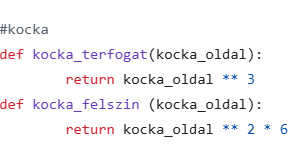 #kocka
def kocka_terfogat(kocka_oldal):
        return kocka_oldal ** 3
def kocka_felszin (kocka_oldal):
        return kocka_oldal ** 2 * 6